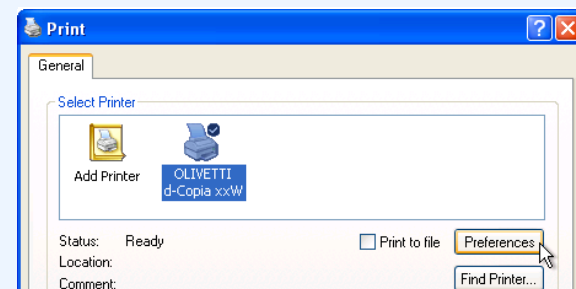 Print
General
Select Printer
Add Printer
OLIVETTI
d-Copia xxW
Status: Ready
Print to file
Preferences
Location:
Comment:
Find Printer...